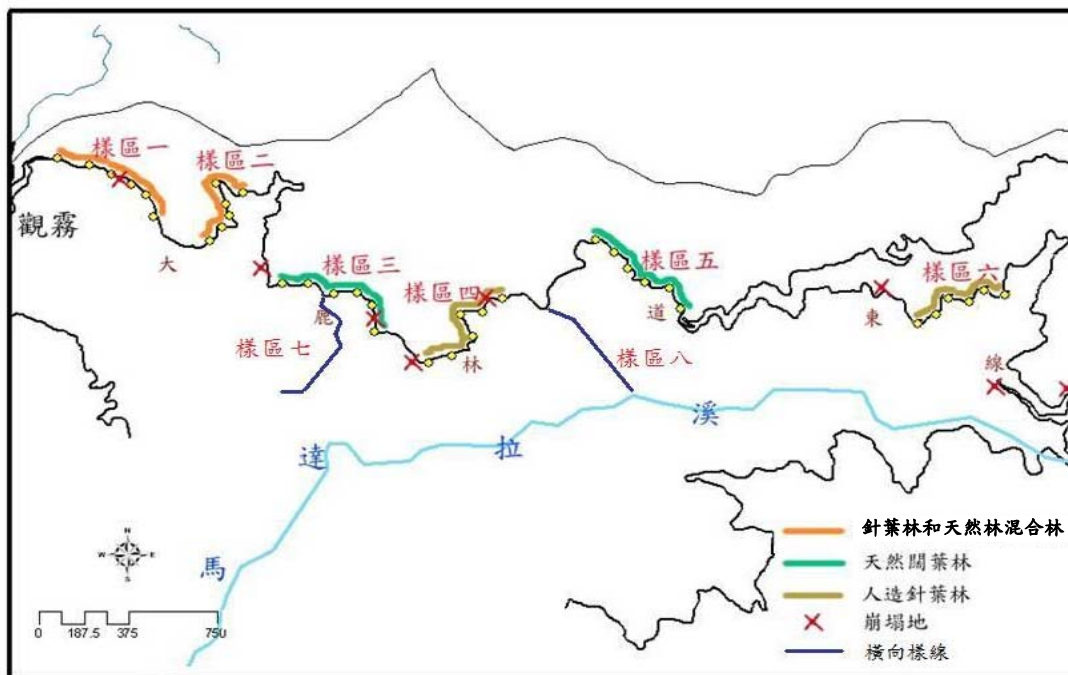 樣區一
樣區二
觀霧
大
樣區三
鹿
樣區四
林
樣區五
道
樣區六
東
線
樣區七
樣區八
溪
拉
達
馬
N
W
E
S
0
187.5
375
750
針葉林和天然林混合林
天然闊葉林
人造針葉林
崩塌地
橫向樣線